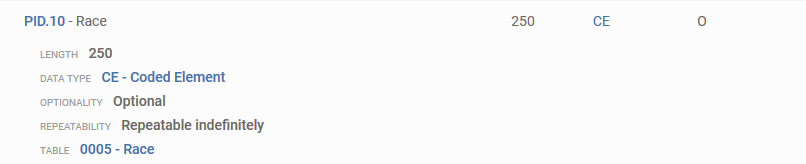 PID.10 - Race 250 CE O
LENGTH 250
DATA TYPE CE - Coded Element
OPTIONALITY Optional
REPEATABILITY Repeatable indefinitely
TABLE 0005 - Race